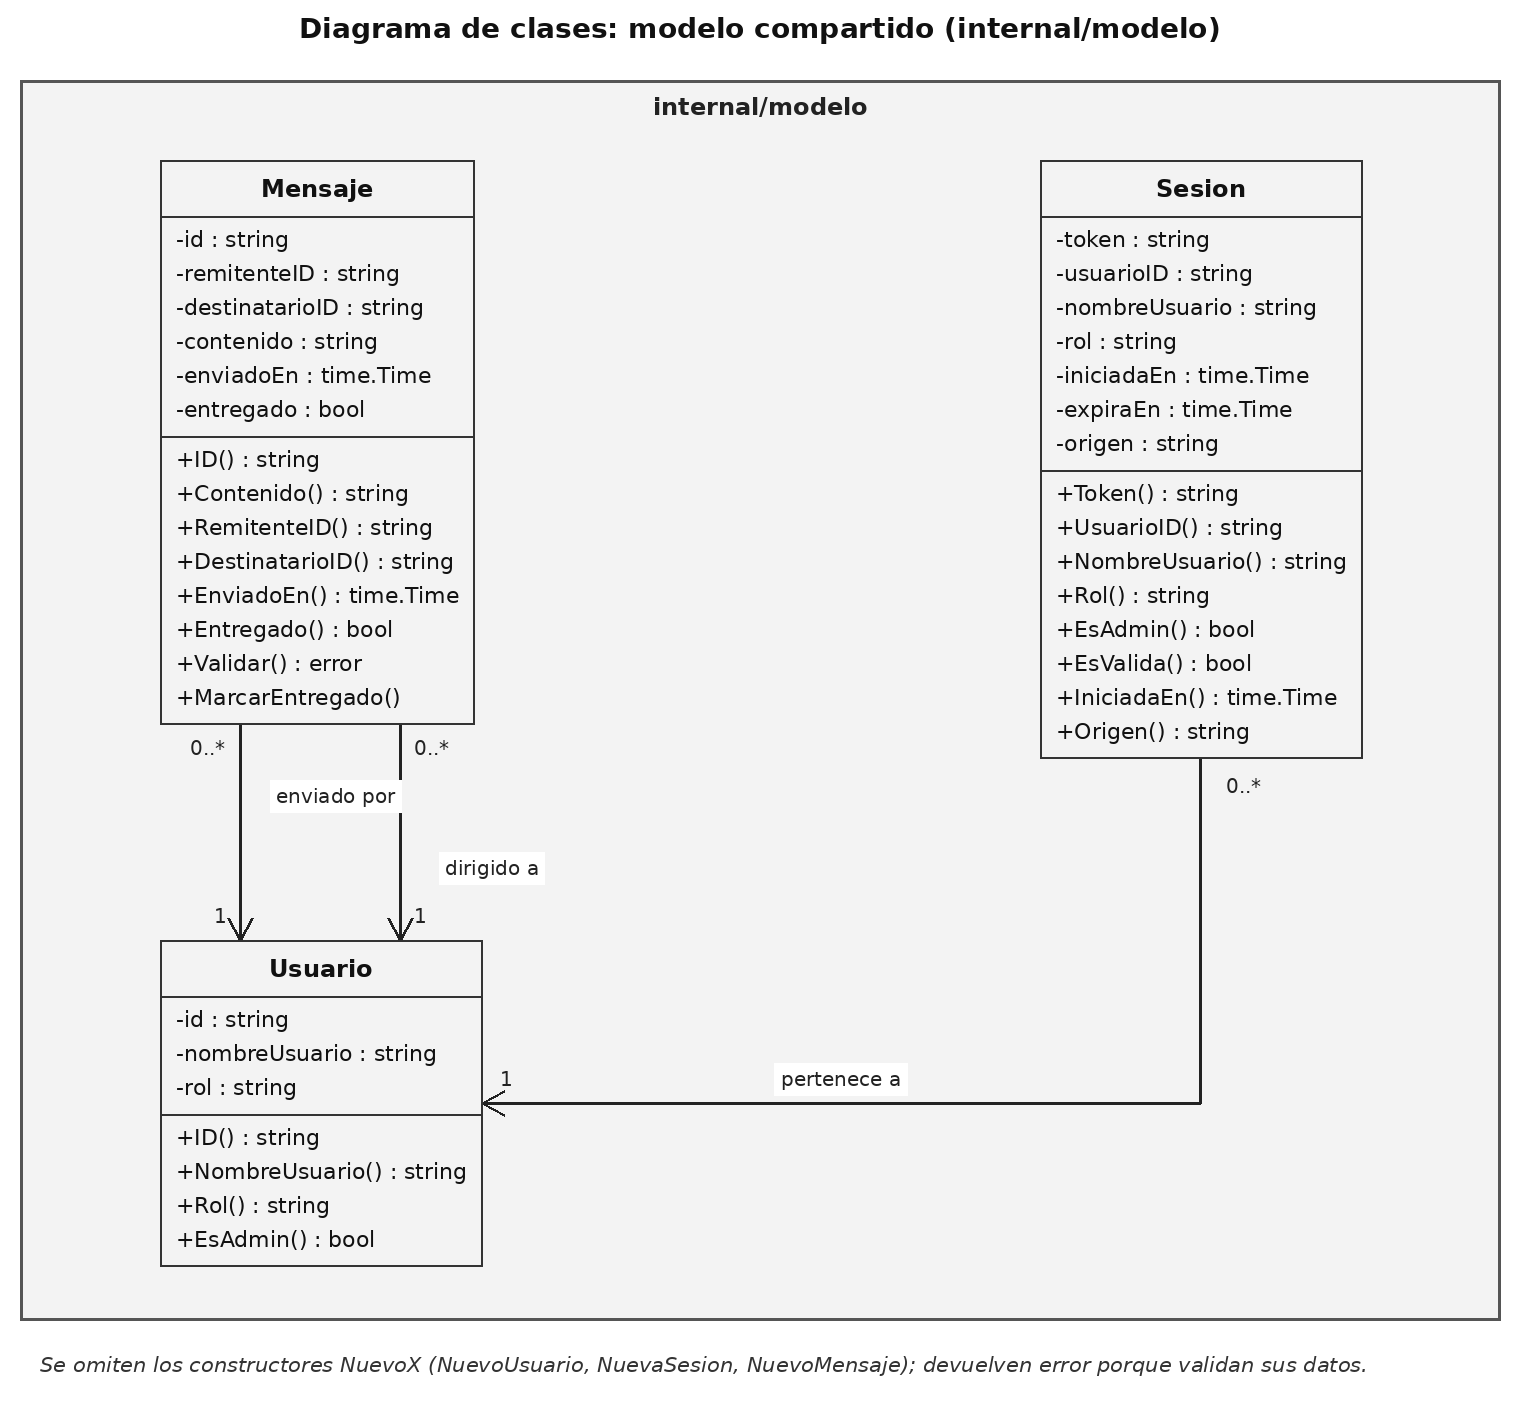 Diagrama de clases: modelo compartido (internal/modelo)
internal/modelo
Mensaje
-id : string
-remitenteID : string
-destinatarioID : string
-contenido : string
-enviadoEn : time.Time
-entregado : bool
+ID() : string
+Contenido() : string
+RemitenteID() : string
+DestinatarioID() : string
+EnviadoEn() : time.Time
+Entregado() : bool
+Validar() : error
+MarcarEntregado()
Sesion
-token : string
-usuarioID : string
-nombreUsuario : string
-rol : string
-iniciadaEn : time.Time
-expiraEn : time.Time
-origen : string
+Token() : string
+UsuarioID() : string
+NombreUsuario() : string
+Rol() : string
+EsAdmin() : bool
+EsValida() : bool
+IniciadaEn() : time.Time
+Origen() : string
0..*
0..*
0..*
enviado por
dirigido a
1
1
Usuario
-id : string
-nombreUsuario : string
-rol : string
+ID() : string
+NombreUsuario() : string
+Rol() : string
+EsAdmin() : bool
1
pertenece a
Se omiten los constructores NuevoX (NuevoUsuario, NuevaSesion, NuevoMensaje); devuelven error porque validan sus datos.